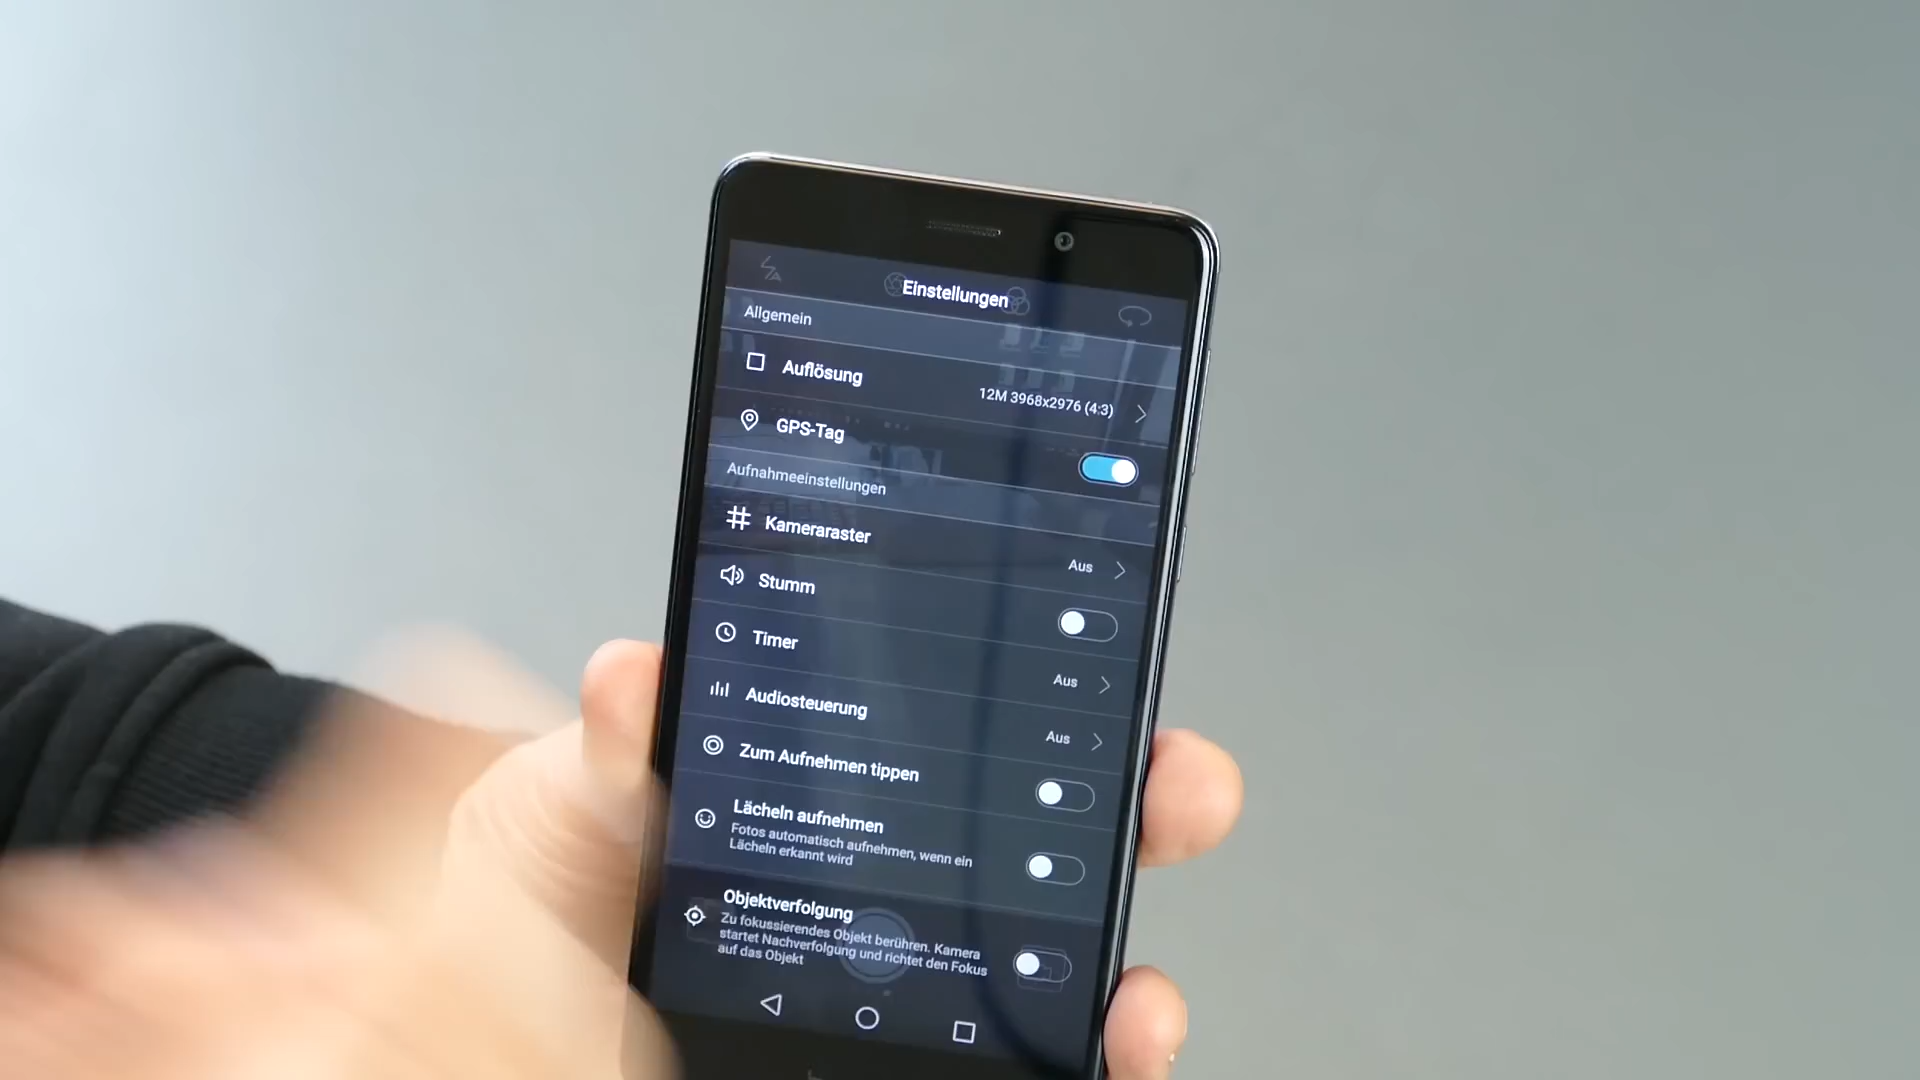 Einstellungen
Allgemein
Auflösung
12M 3968x2976 (4:3)
GPS-Tag
Aufnahmeeinstellungen
Kameraraster
Aus
Stumm
Timer
Aus
Audiosteuerung
Aus
Zum Aufnehmen tippen
Lächeln aufnehmen
Fotos automatisch aufnehmen, wenn ein
Lächeln erkannt wird
Objektverfolgung
Zu fokussierendes Objekt berühren. Kamera
startet Nachverfolgung und richtet den Fokus
auf das Objekt